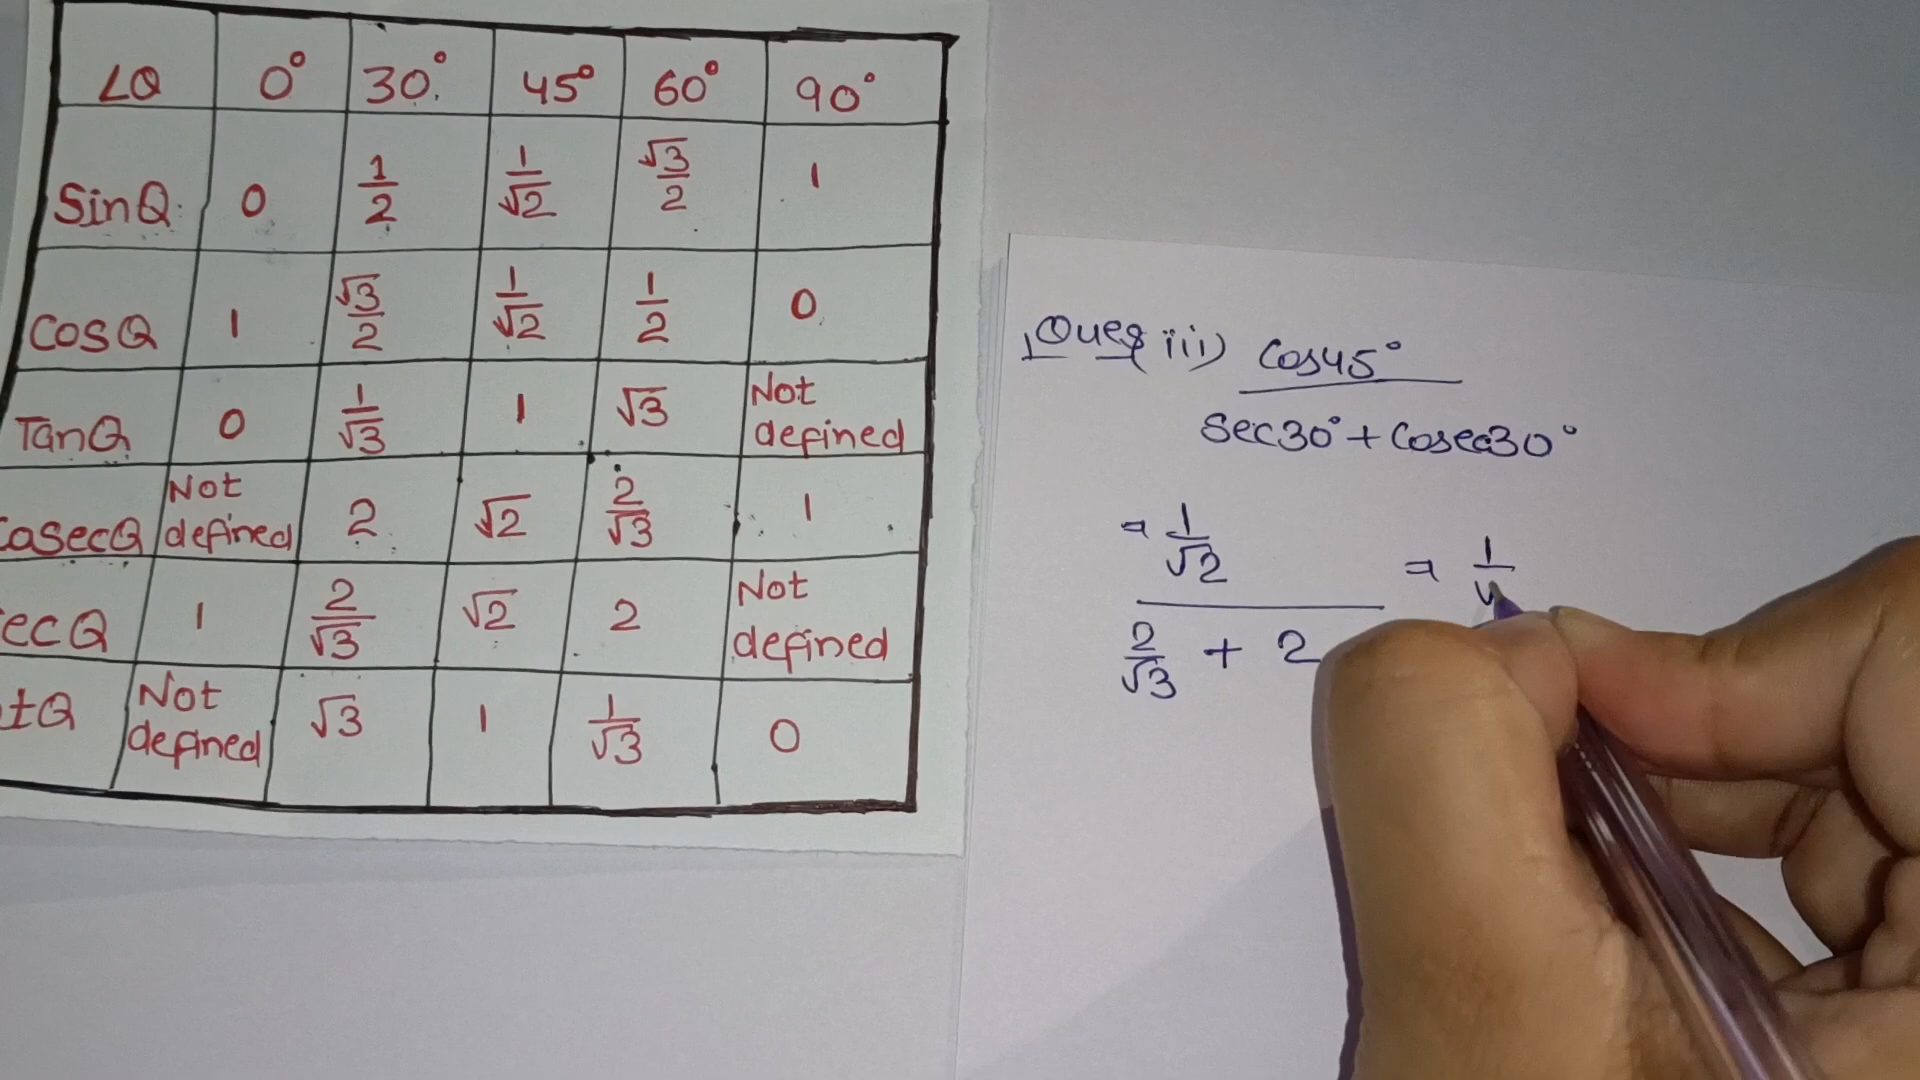 ∠Q 0° 30° 45° 60° 90°
SinQ 0 1/2 1/√2 √3/2 1
CosQ 1 √3/2 1/√2 1/2 0
TanQ 0 1/√3 1 √3 Not defined
CosecQ Not defined 2 √2 2/√3 1
ecQ 1 2/√3 √2 2 Not defined
tQ Not defined √3 1 1/√3 0
Ques iii) Cos45°
Sec30° + Cosec30°
= 1/√2 = 1/
2/√3 + 2